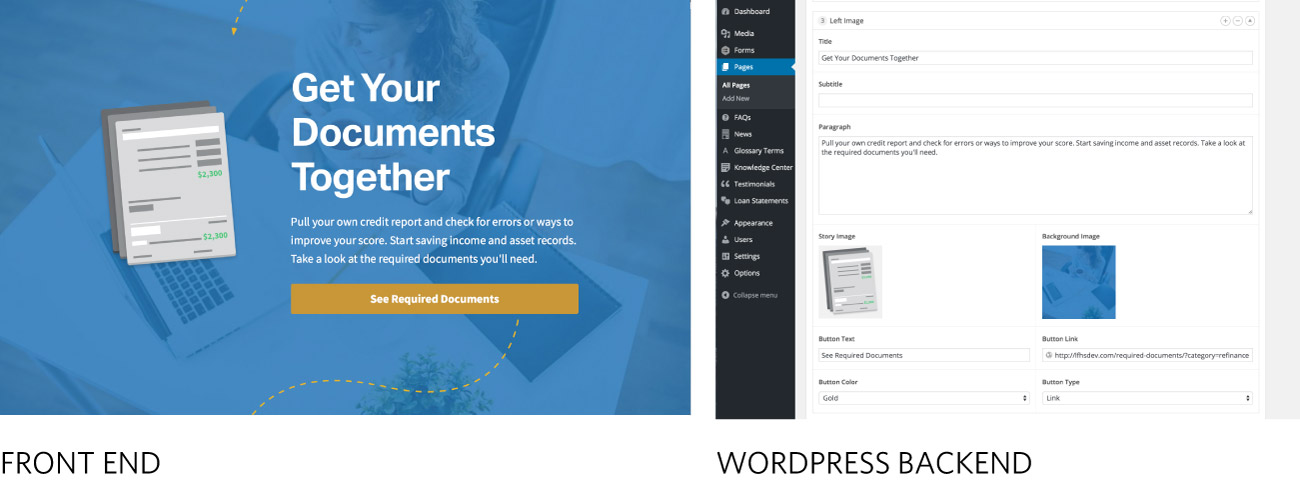 Get Your
Documents
Together
Pull your own credit report and check for errors or ways to
improve your score. Start saving income and asset records.
Take a look at the required documents you'll need.
See Required Documents
$2,300
$2,300
FRONT END
Dashboard
Media
Forms
Pages
All Pages
Add New
FAQs
News
Glossary Terms
Knowledge Center
Testimonials
Loan Statements
Appearance
Users
Settings
Options
Collapse menu
3 Left Image
Title
Get Your Documents Together
Subtitle
Paragraph
Pull your own credit report and check for errors or ways to improve your score. Start saving income and asset records. Take a look at
the required documents you'll need.
Story Image
Background Image
Button Text
See Required Documents
Button Link
http://lfhsdev.com/required-documents/?category=refinance
Button Color
Gold
Button Type
Link
WORDPRESS BACKEND